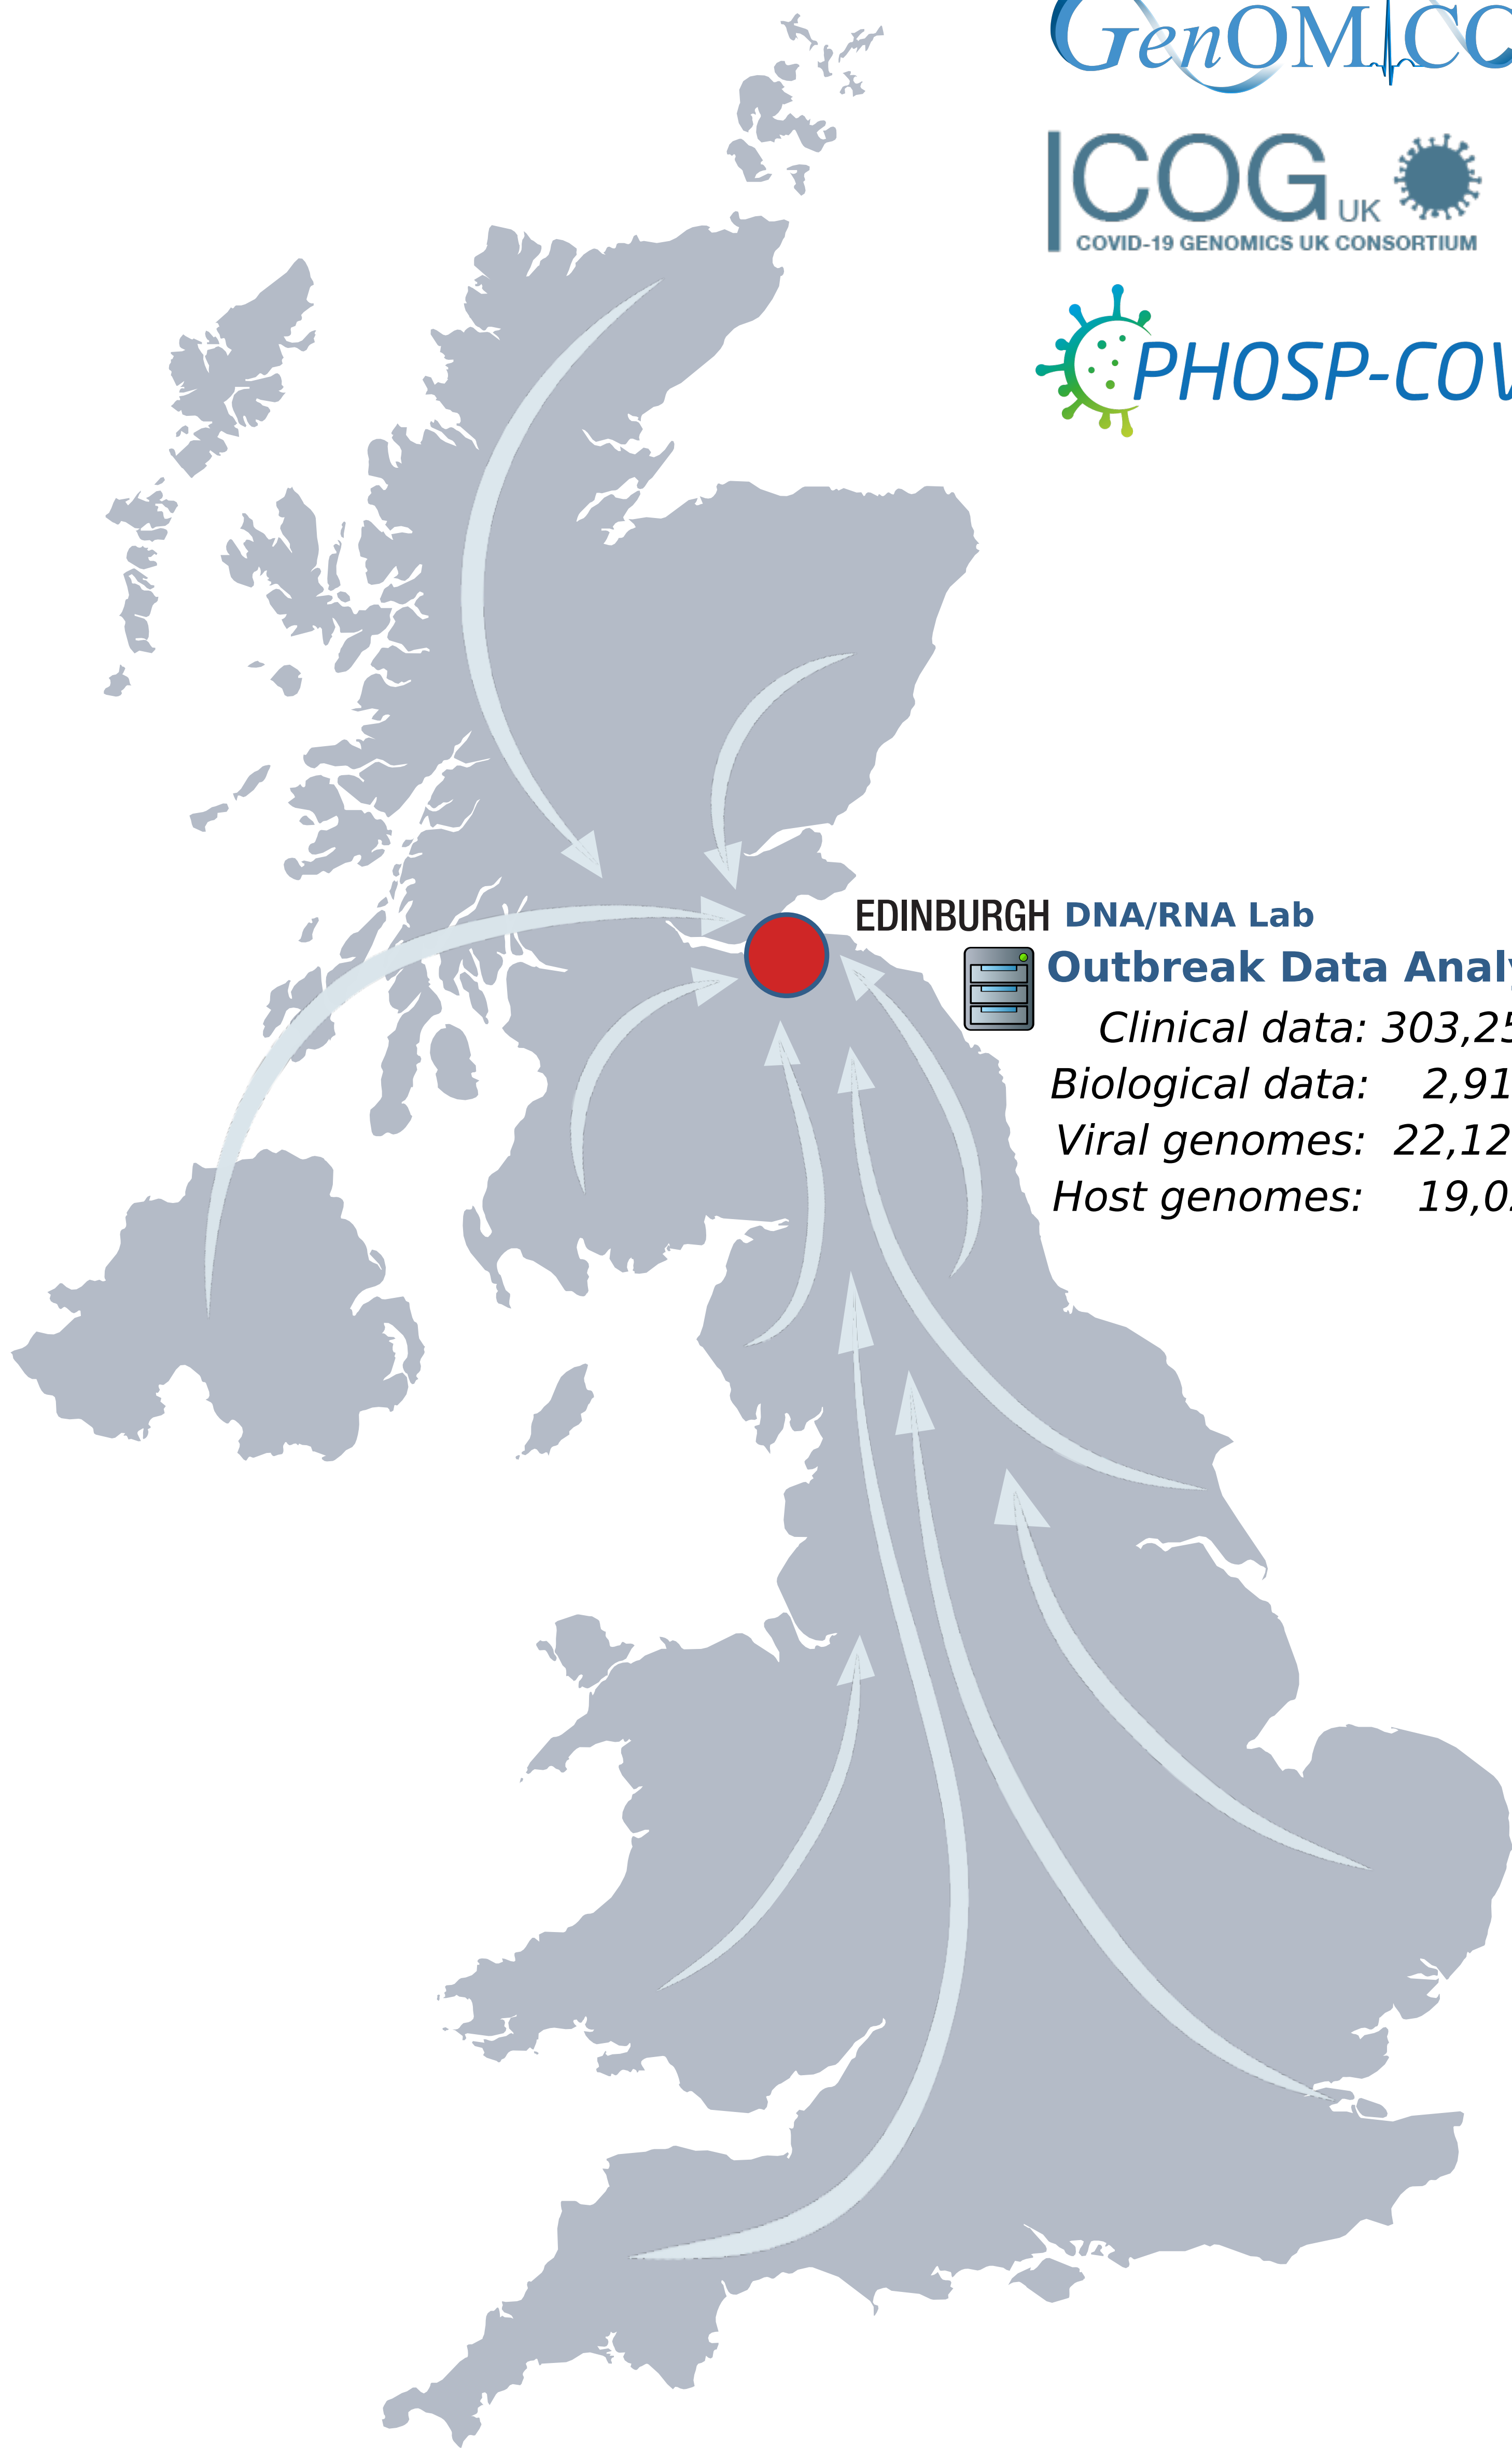 GenOMICC
COG UK
COVID-19 GENOMICS UK CONSORTIUM
PHOSP-COV
EDINBURGH DNA/RNA Lab
Outbreak Data Analy
Clinical data: 303,25
Biological data: 2,91
Viral genomes: 22,12
Host genomes: 19,0